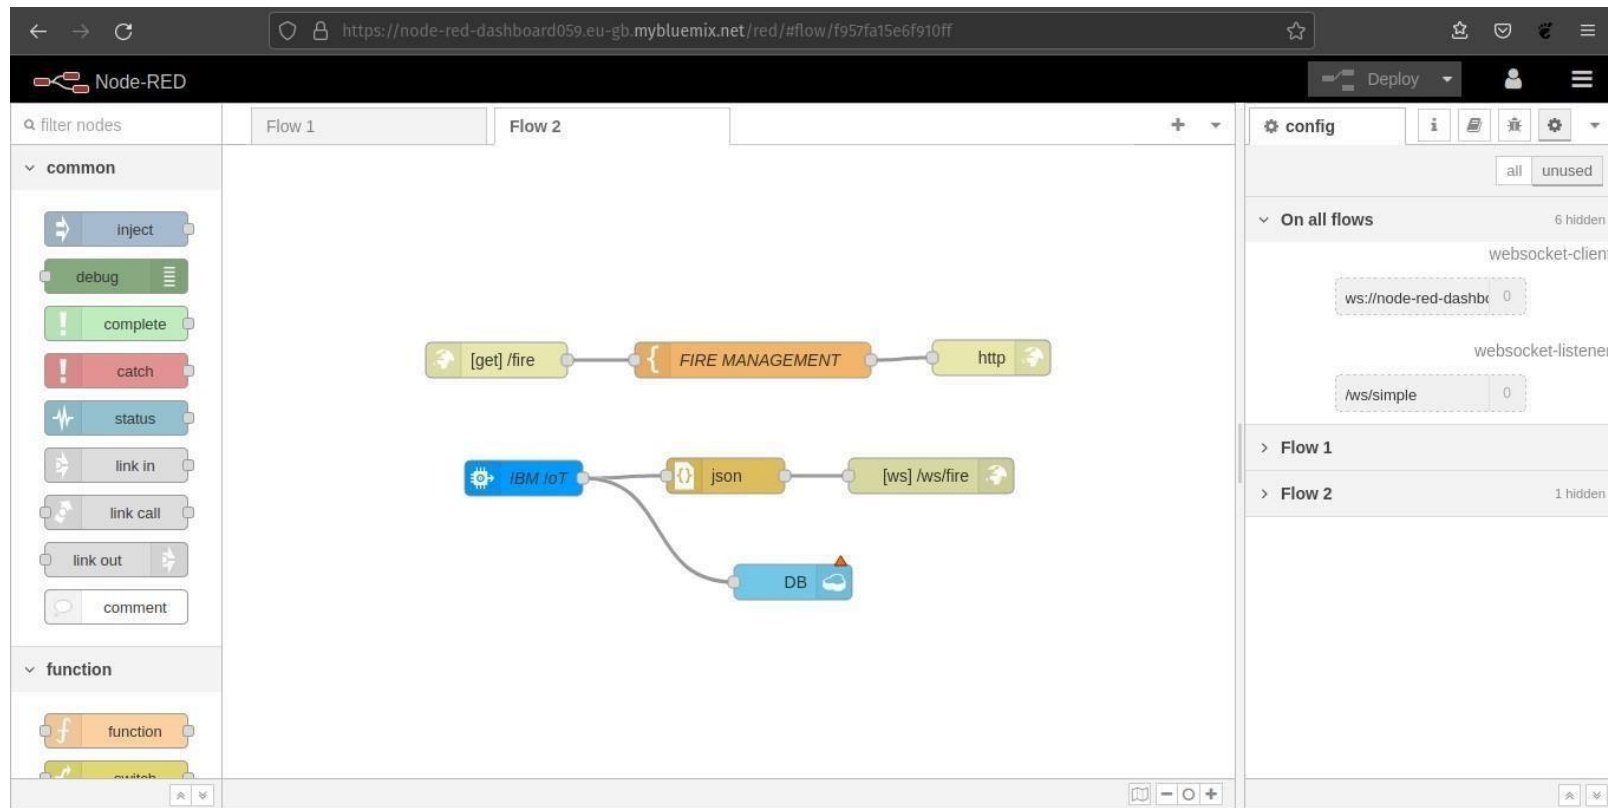 https://node-red-dashboard059.eu-gb.mybluemix.net/red/#flow/f957fa15e6f910ff
Node-RED
Deploy
filter nodes
Flow 1
Flow 2
config
all
unused
common
inject
debug
complete
catch
status
link in
link call
link out
comment
function
function
switch
[get] /fire
FIRE MANAGEMENT
http
IBM IoT
json
[ws] /ws/fire
DB
On all flows
6 hidden
websocket-client
ws://node-red-dashbo
0
websocket-listener
/ws/simple
0
Flow 1
Flow 2
1 hidden